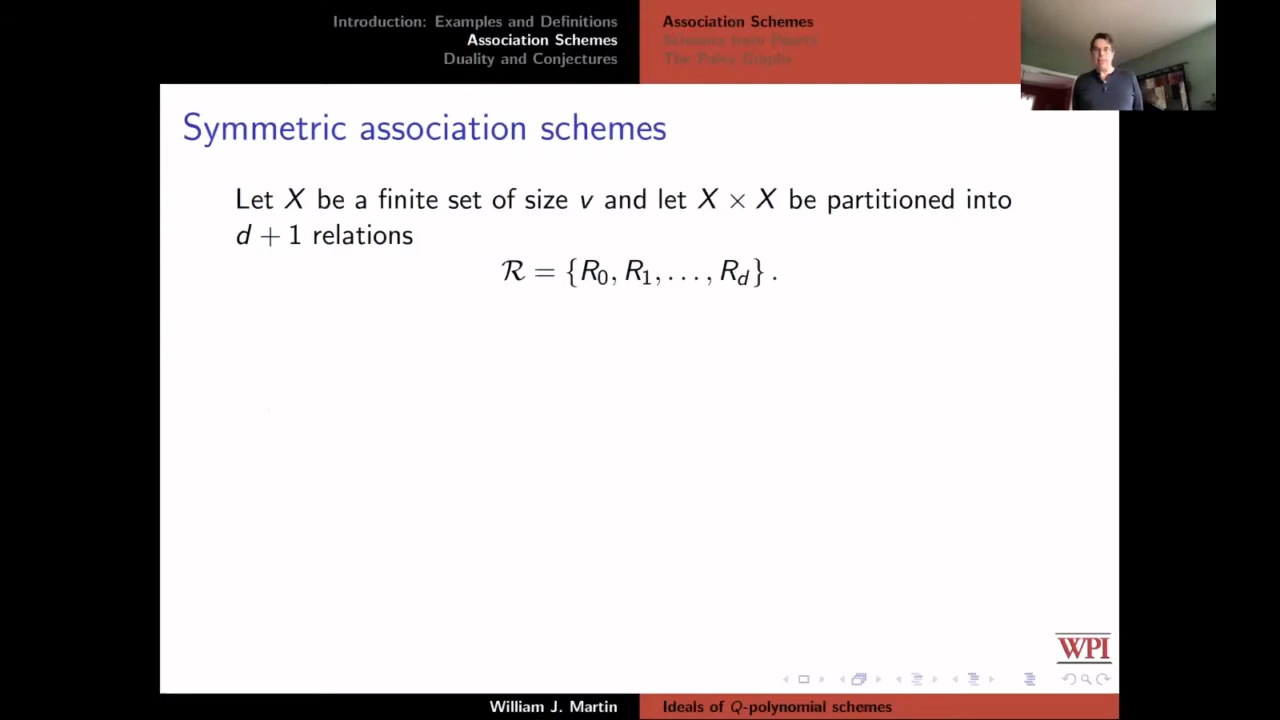 Introduction: Examples and Definitions
Association Schemes
Duality and Conjectures
Association Schemes
Schemes from Posets
The Paley Graphs
Symmetric association schemes
Let X be a finite set of size v and let X × X be partitioned into
d + 1 relations
ℛ = {R₀, R₁, . . . , R_d} .
WPI
William J. Martin
Ideals of Q-polynomial schemes